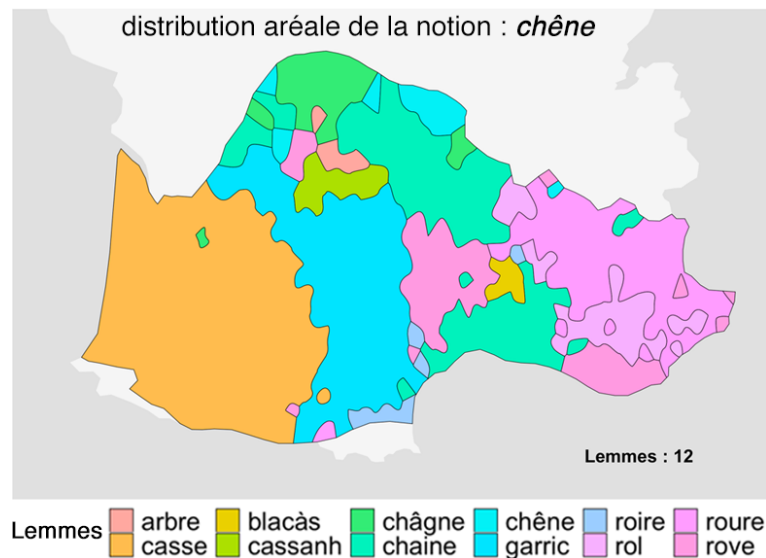 distribution aréale de la notion : chêne
Lemmes : 12
Lemmes arbre blacàs châgne chêne roire roure
casse cassanh chaine garric rol rove